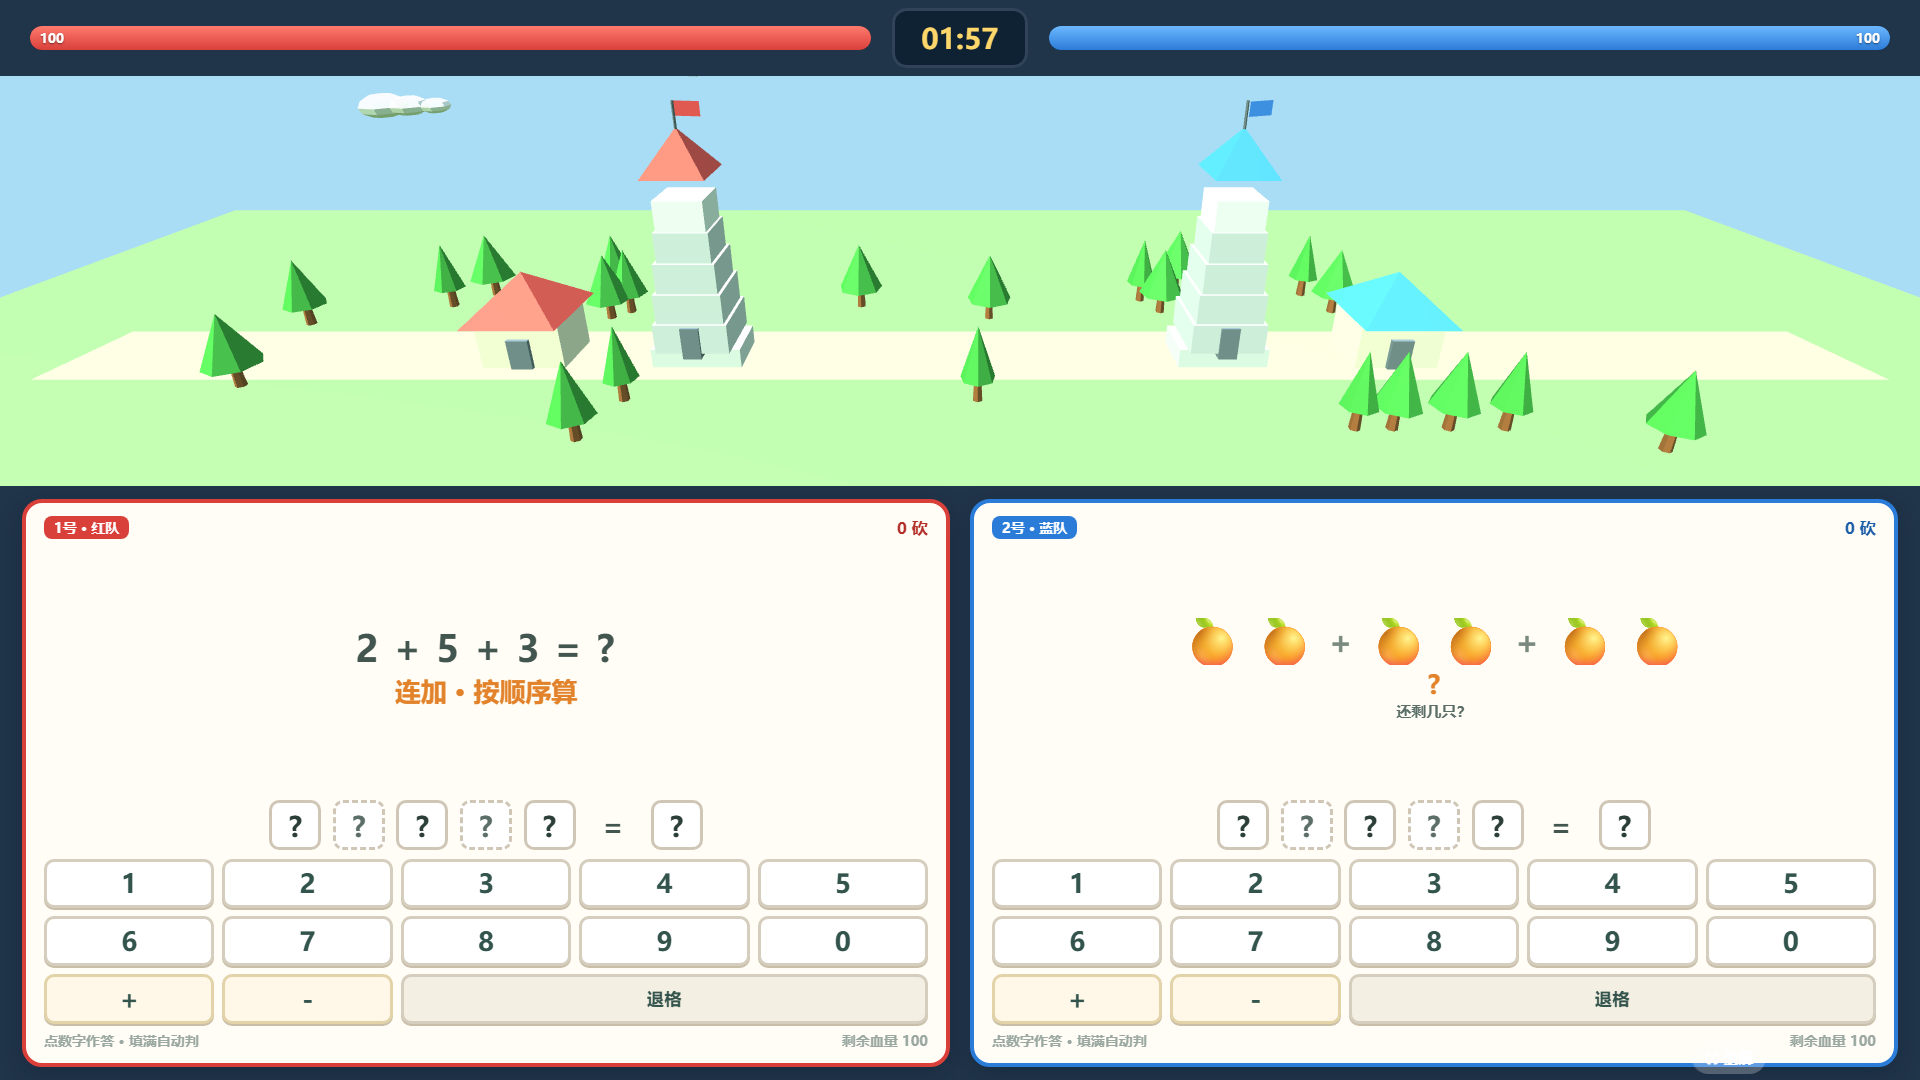 100
01:57
100
1号 • 红队
0 砍
2 + 5 + 3 = ?
连加 • 按顺序算
? ? ? ? ? = ?
1 2 3 4 5
6 7 8 9 0
+ - 退格
点数字作答 • 填满自动判
剩余血量 100
2号 • 蓝队
0 砍
+ +
?
还剩几只?
? ? ? ? ? = ?
1 2 3 4 5
6 7 8 9 0
+ - 退格
点数字作答 • 填满自动判
剩余血量 100